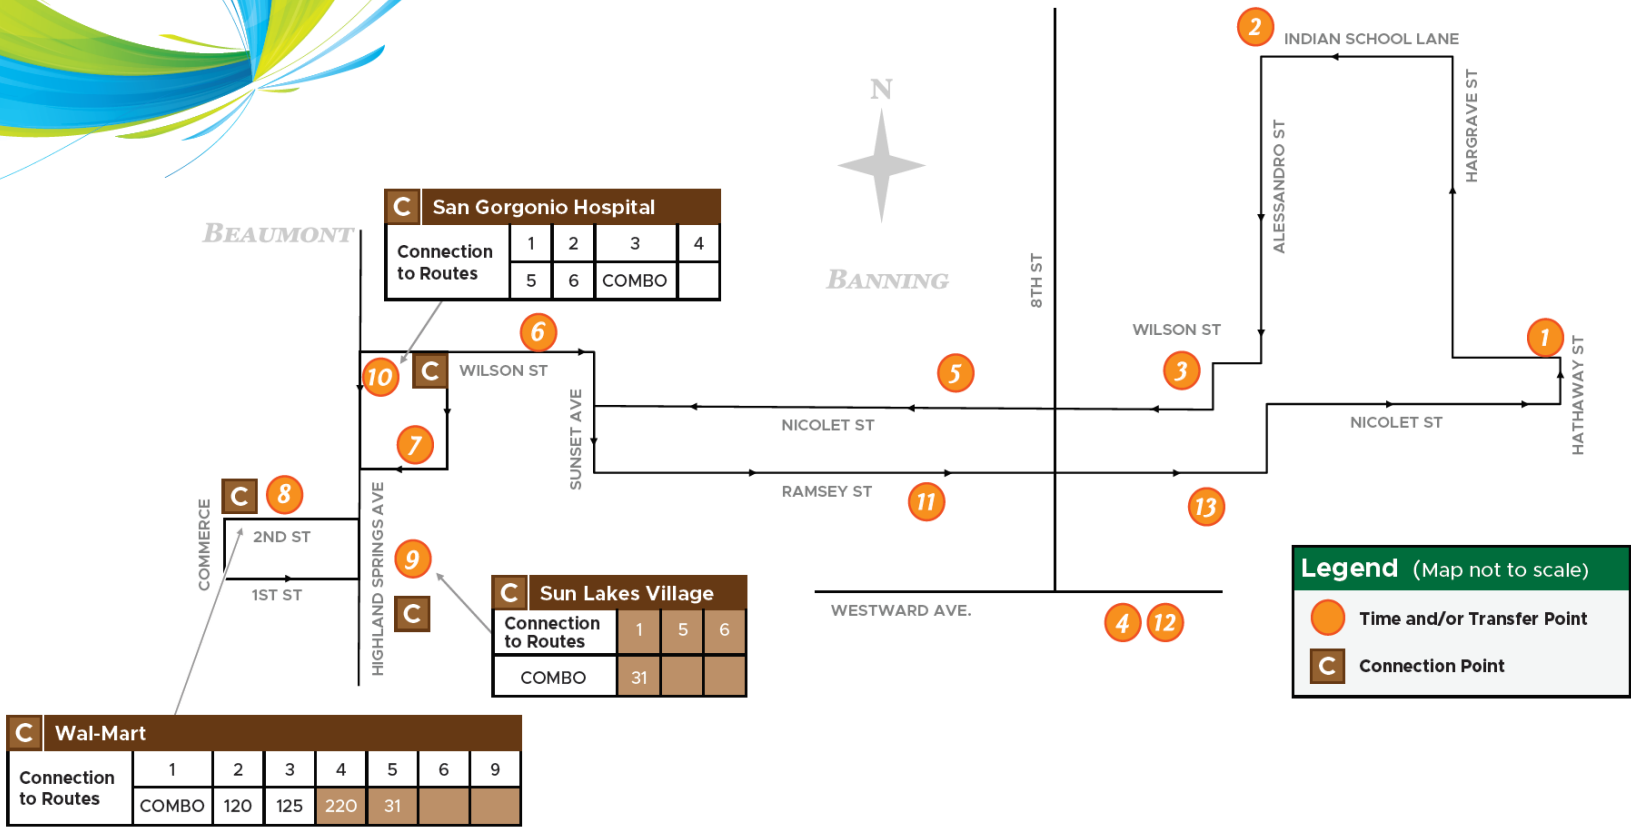 2
INDIAN SCHOOL LANE
HARGRAVE ST
N
ALESSANDRO ST
C San Gorgonio Hospital
Connection
to Routes
1 2 3 4
5 6 COMBO
BEAUMONT
BANNING
8TH ST
WILSON ST
6
10
C
WILSON ST
5
3
1
HATHAWAY ST
SUNSET AVE
NICOLET ST
NICOLET ST
7
C
8
COMMERCE
2ND ST
1ST ST
HIGHLAND SPRINGS AVE
RAMSEY ST
11
13
9
C
C Sun Lakes Village
Connection
to Routes
1 5 6
COMBO 31
WESTWARD AVE.
4 12
Legend (Map not to scale)
Time and/or Transfer Point
C Connection Point
C Wal-Mart
Connection
to Routes
1 2 3 4 5 6 9
COMBO 120 125 220 31